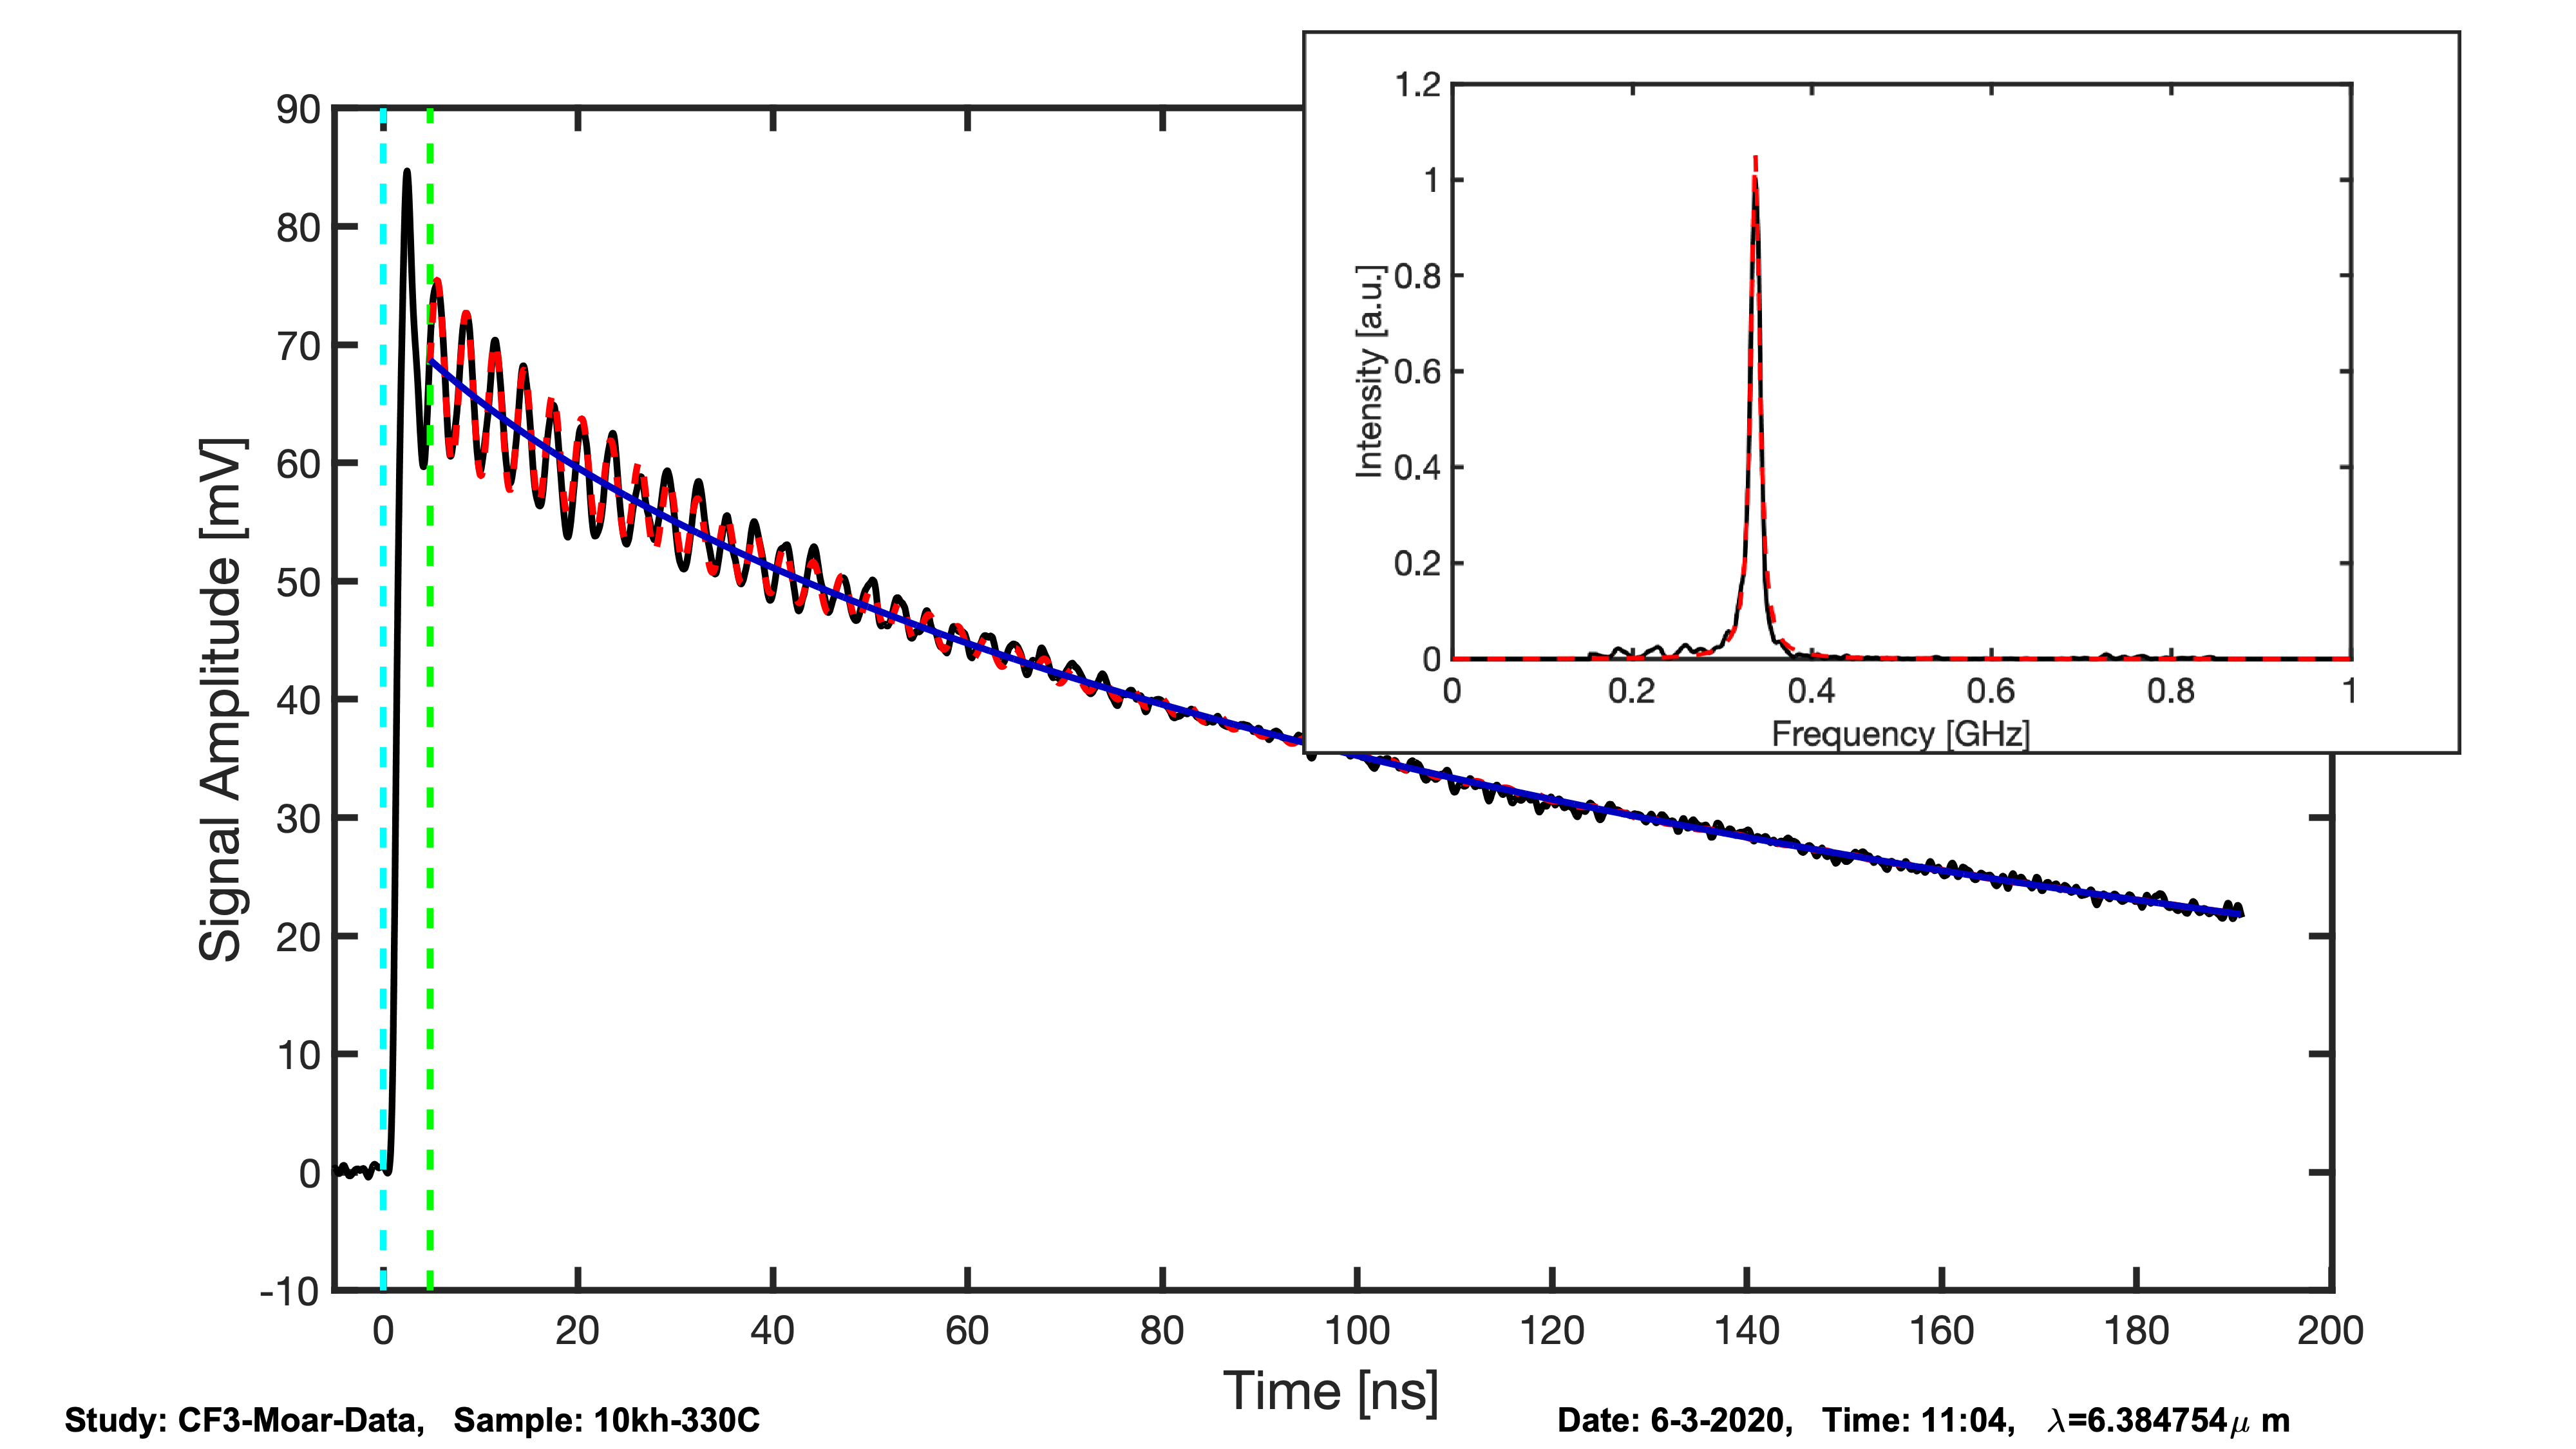 1.2
1
0.8
0.6
0.4
0.2
0
Intensity [a.u.]
0 0.2 0.4 0.6 0.8 1
Frequency [GHz]
90
80
70
60
50
40
30
20
10
0
-10
Signal Amplitude [mV]
0 20 40 60 80 100 120 140 160 180 200
Time [ns]
Study: CF3-Moar-Data, Sample: 10kh-330C
Date: 6-3-2020, Time: 11:04, λ=6.384754μ m